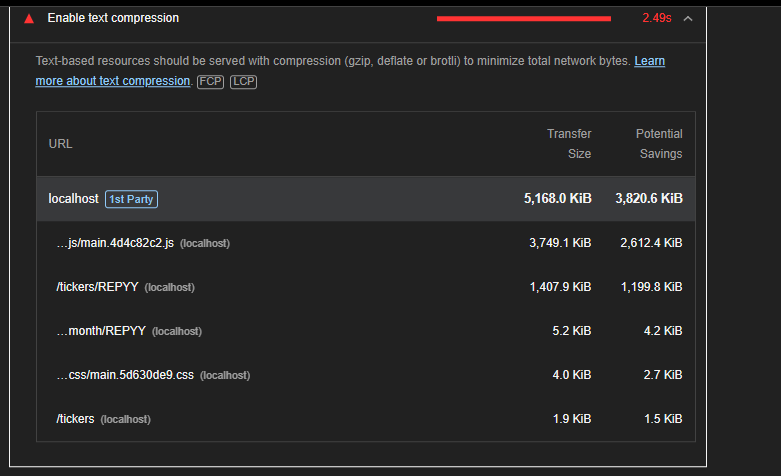 Enable text compression 2.49s
Text-based resources should be served with compression (gzip, deflate or brotli) to minimize total network bytes. Learn
more about text compression. FCP LCP
URL Transfer Size Potential Savings
localhost 1st Party 5,168.0 KiB 3,820.6 KiB
…js/main.4d4c82c2.js (localhost) 3,749.1 KiB 2,612.4 KiB
/tickers/REPYY (localhost) 1,407.9 KiB 1,199.8 KiB
…month/REPYY (localhost) 5.2 KiB 4.2 KiB
…css/main.5d630de9.css (localhost) 4.0 KiB 2.7 KiB
/tickers (localhost) 1.9 KiB 1.5 KiB